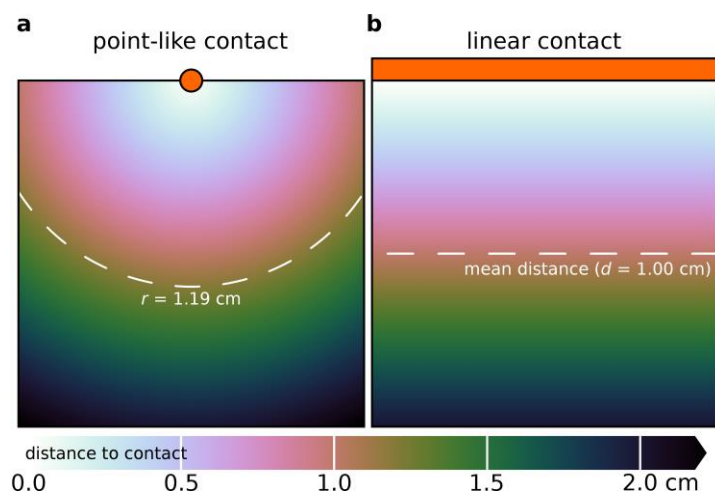 a
point-like contact
b
linear contact
r = 1.19 cm
mean distance (d = 1.00 cm)
distance to contact
0.0 0.5 1.0 1.5 2.0 cm